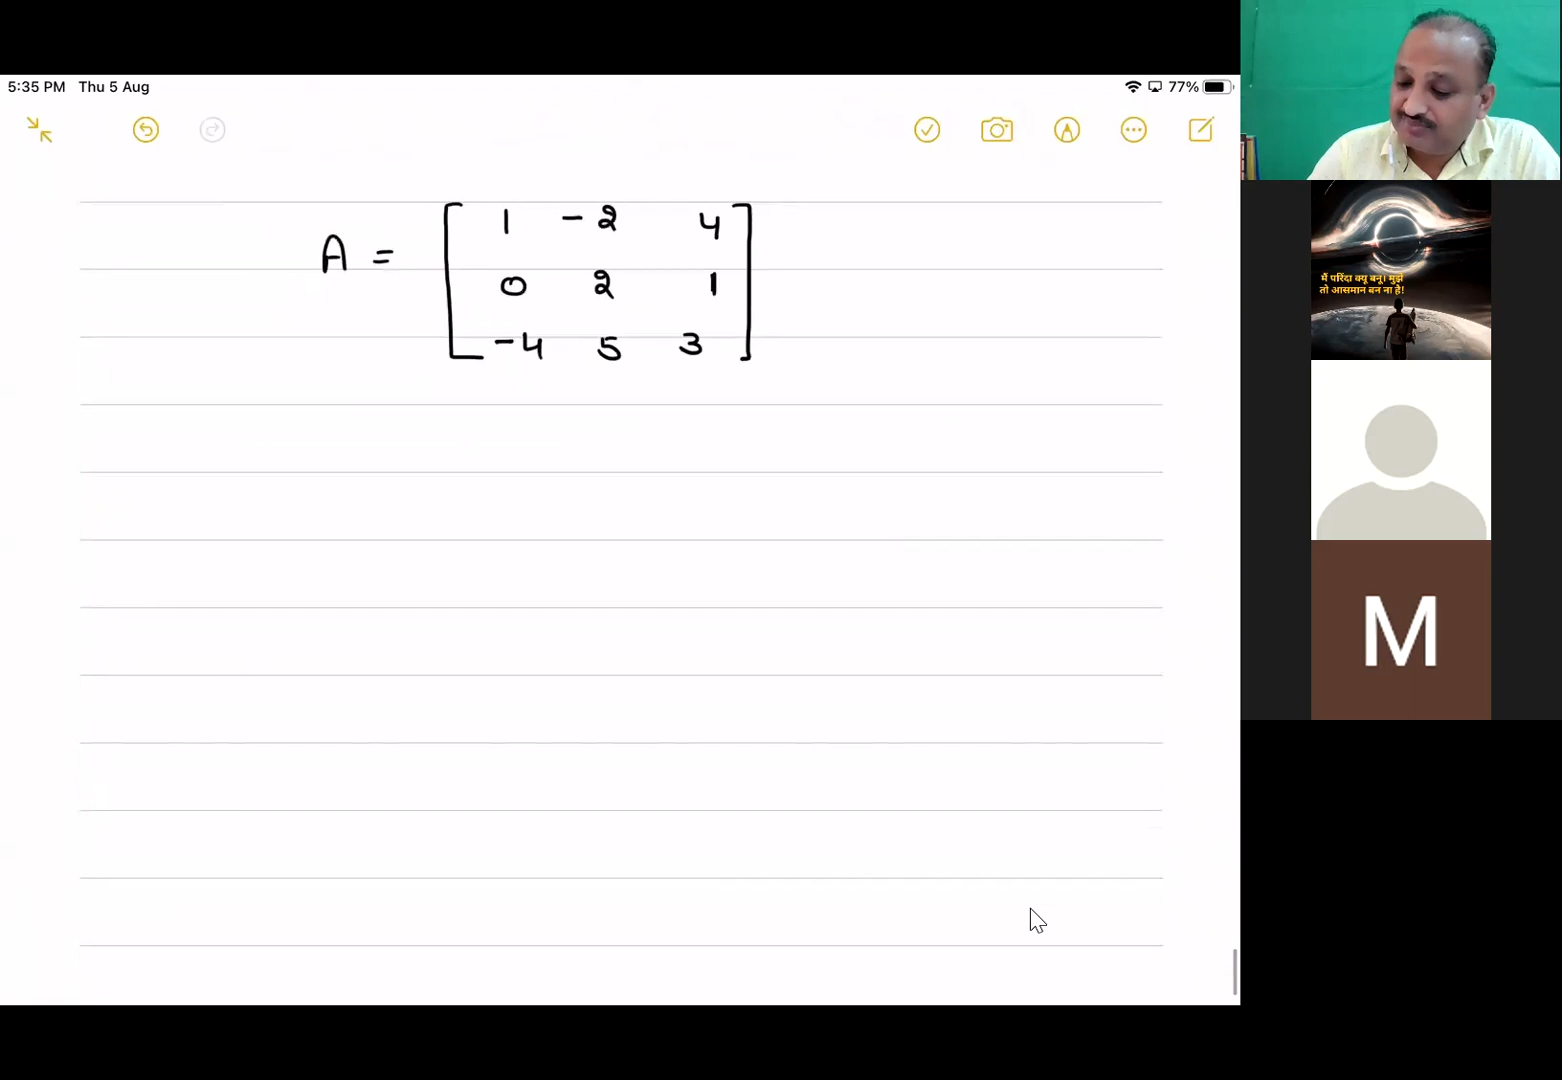 5:35 PM Thu 5 Aug
77%
A = [ 1 -2 4
0 2 1
-4 5 3 ]
मैं परिंदा क्यू बनू। मुझे
तो आसमान बन ना है!
M